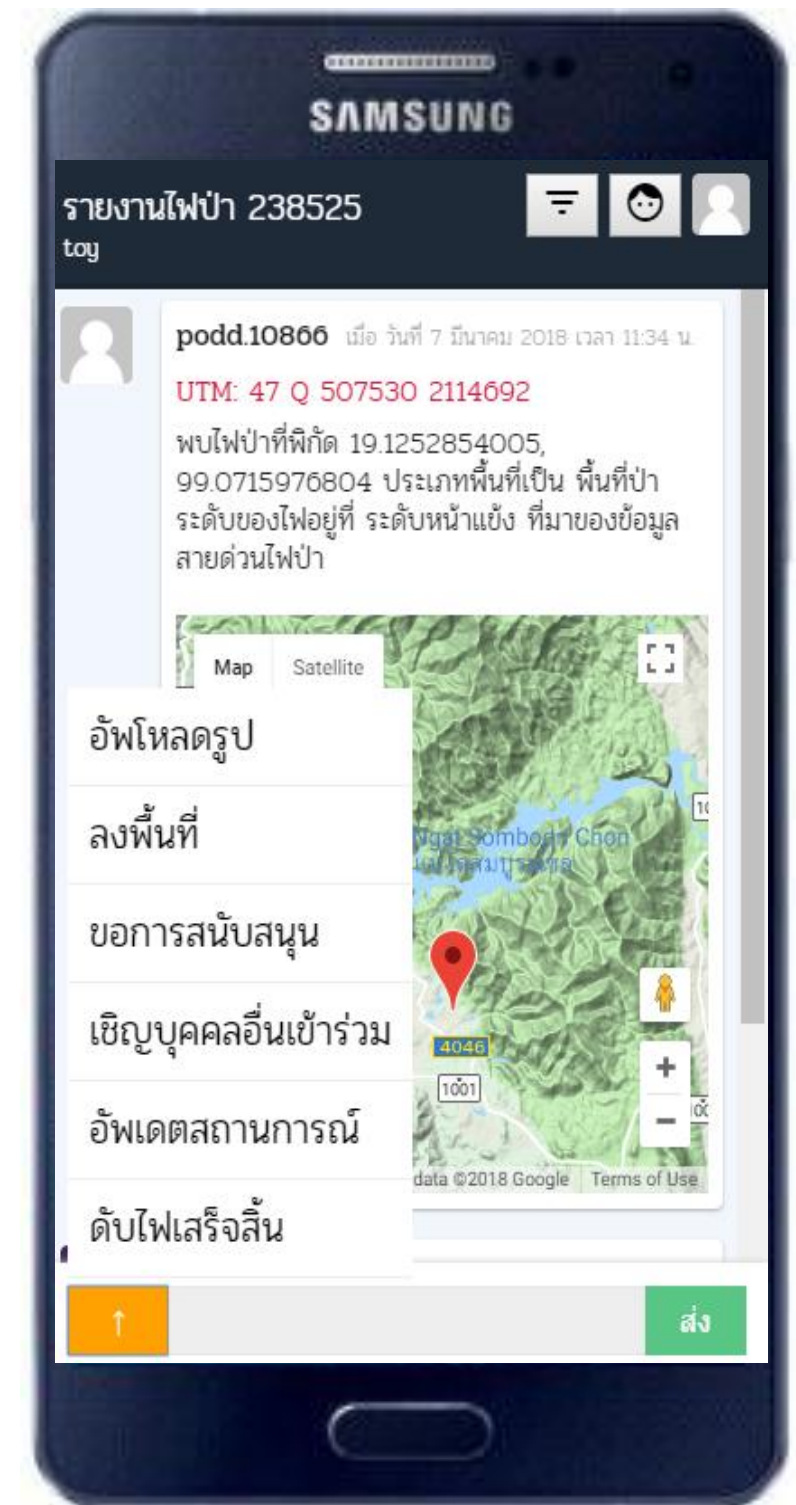 SAMSUNG
รายงานไฟป่า 238525
toy
podd.10866 เมื่อ วันที่ 7 มีนาคม 2018 เวลา 11:34 น.
UTM: 47 Q 507530 2114692
พบไฟป่าที่พิกัด 19.1252854005,
99.0715976804 ประเภทพื้นที่เป็น พื้นที่ป่า
ระดับของไฟอยู่ที่ ระดับหน้าแข้ง ที่มาของข้อมูล
สายด่วนไฟป่า
Map Satellite
อัพโหลดรูป
ลงพื้นที่
ขอการสนับสนุน
เชิญบุคคลอื่นเข้าร่วม
อัพเดตสถานการณ์
ดับไฟเสร็จสิ้น
Ngat Somboon Chon
4046
1001
data ©2018 Google Terms of Use
↑ ส่ง